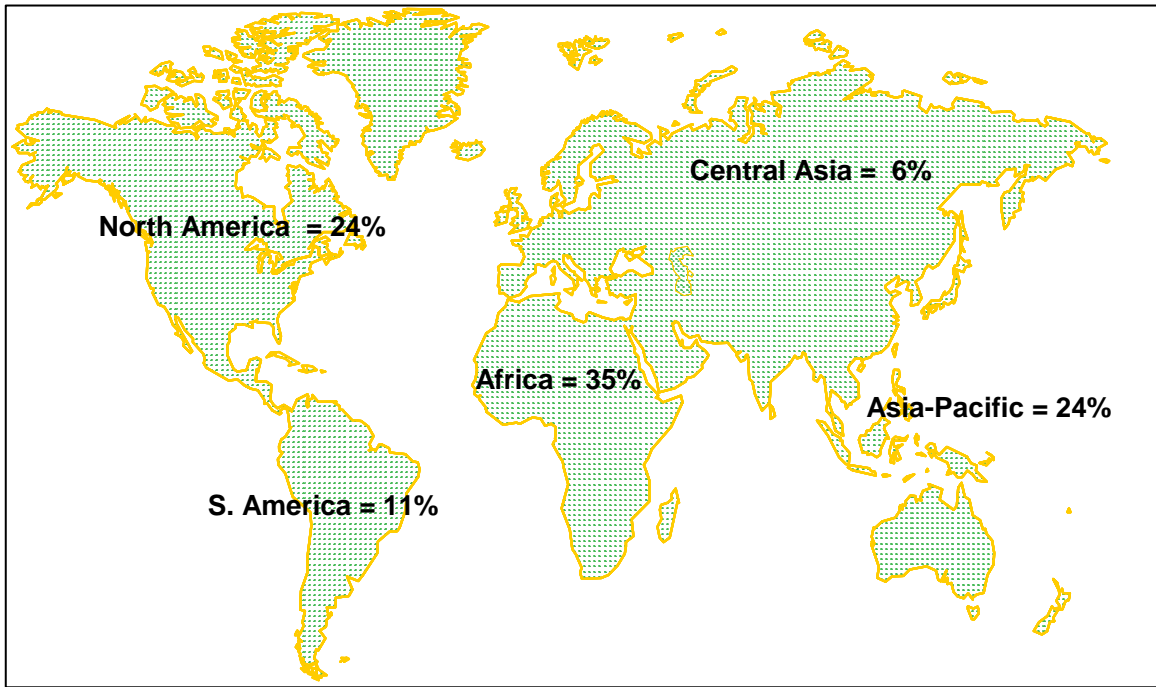 Central Asia =  6%
North America  = 24%
Africa = 35%
Asia-Pacific = 24%
S. America = 11%